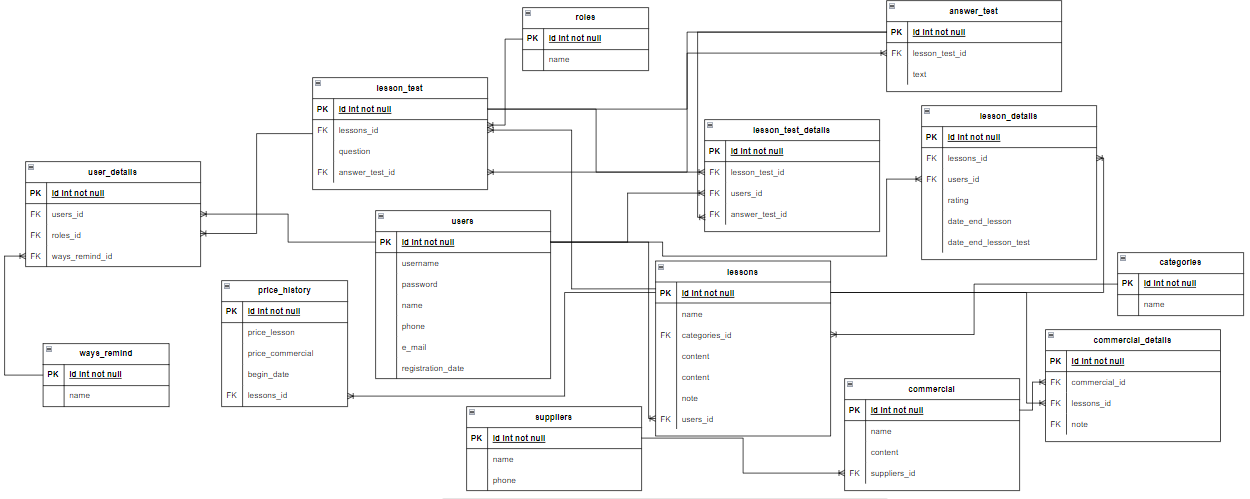 roles
PK id int not null
name
answer_test
PK id int not null
FK lesson_test_id
text
lesson_test
PK id int not null
FK lessons_id
question
FK answer_test_id
lesson_test_details
PK id int not null
FK lesson_test_id
FK users_id
FK answer_test_id
lesson_details
PK id int not null
FK lessons_id
FK users_id
rating
date_end_lesson
date_end_lesson_test
user_details
PK id int not null
FK users_id
FK roles_id
FK ways_remind_id
users
PK id int not null
username
password
name
phone
e_mail
registration_date
lessons
PK id int not null
name
FK categories_id
content
content
note
FK users_id
categories
PK id int not null
name
price_history
PK id int not null
price_lesson
price_commercial
begin_date
FK lessons_id
ways_remind
PK id int not null
name
commercial_details
PK id int not null
FK commercial_id
FK lessons_id
note
commercial
PK id int not null
name
content
FK suppliers_id
suppliers
PK id int not null
name
phone